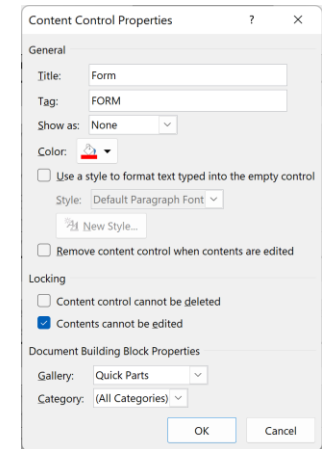 Content Control Properties ? ×
General
Title: Form
Tag: FORM
Show as: None
Color:
Use a style to format text typed into the empty control
Style: Default Paragraph Font
New Style...
Remove content control when contents are edited
Locking
Content control cannot be deleted
Contents cannot be edited
Document Building Block Properties
Gallery: Quick Parts
Category: (All Categories)
OK Cancel